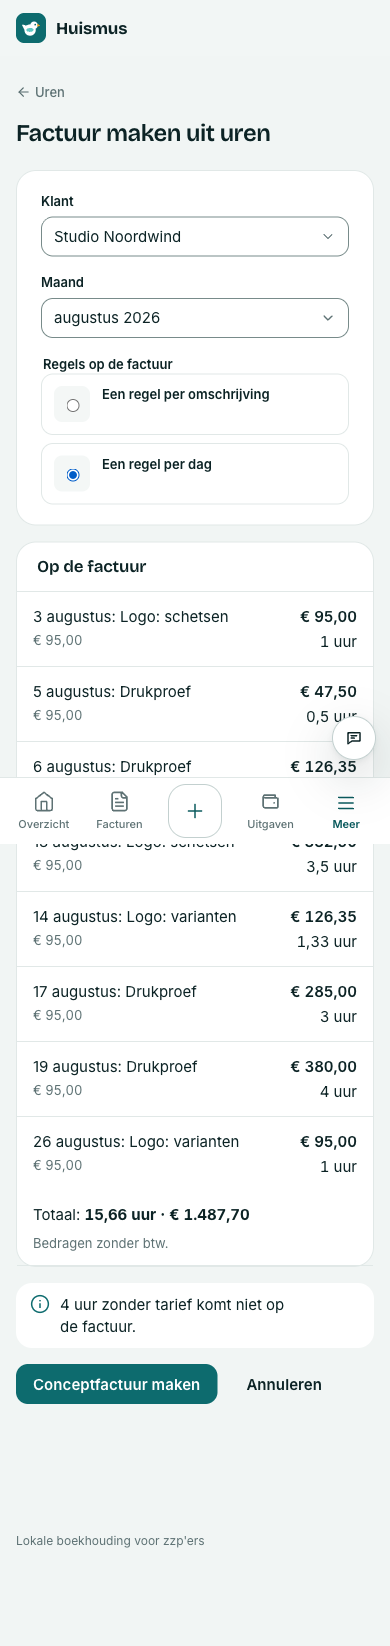 Huismus
← Uren
Factuur maken uit uren
Klant
Studio Noordwind
Maand
augustus 2026
Regels op de factuur
Een regel per omschrijving
Een regel per dag
Op de factuur
3 augustus: Logo: schetsen € 95,00
€ 95,00 1 uur
5 augustus: Drukproef € 47,50
€ 95,00 0,5 uur
6 augustus: Drukproef € 126,35
Overzicht Facturen Uitgaven Meer
€ 95,00 3,5 uur
14 augustus: Logo: varianten € 126,35
€ 95,00 1,33 uur
17 augustus: Drukproef € 285,00
€ 95,00 3 uur
19 augustus: Drukproef € 380,00
€ 95,00 4 uur
26 augustus: Logo: varianten € 95,00
€ 95,00 1 uur
Totaal: 15,66 uur · € 1.487,70
Bedragen zonder btw.
4 uur zonder tarief komt niet op
de factuur.
Conceptfactuur maken Annuleren
Lokale boekhouding voor zzp'ers